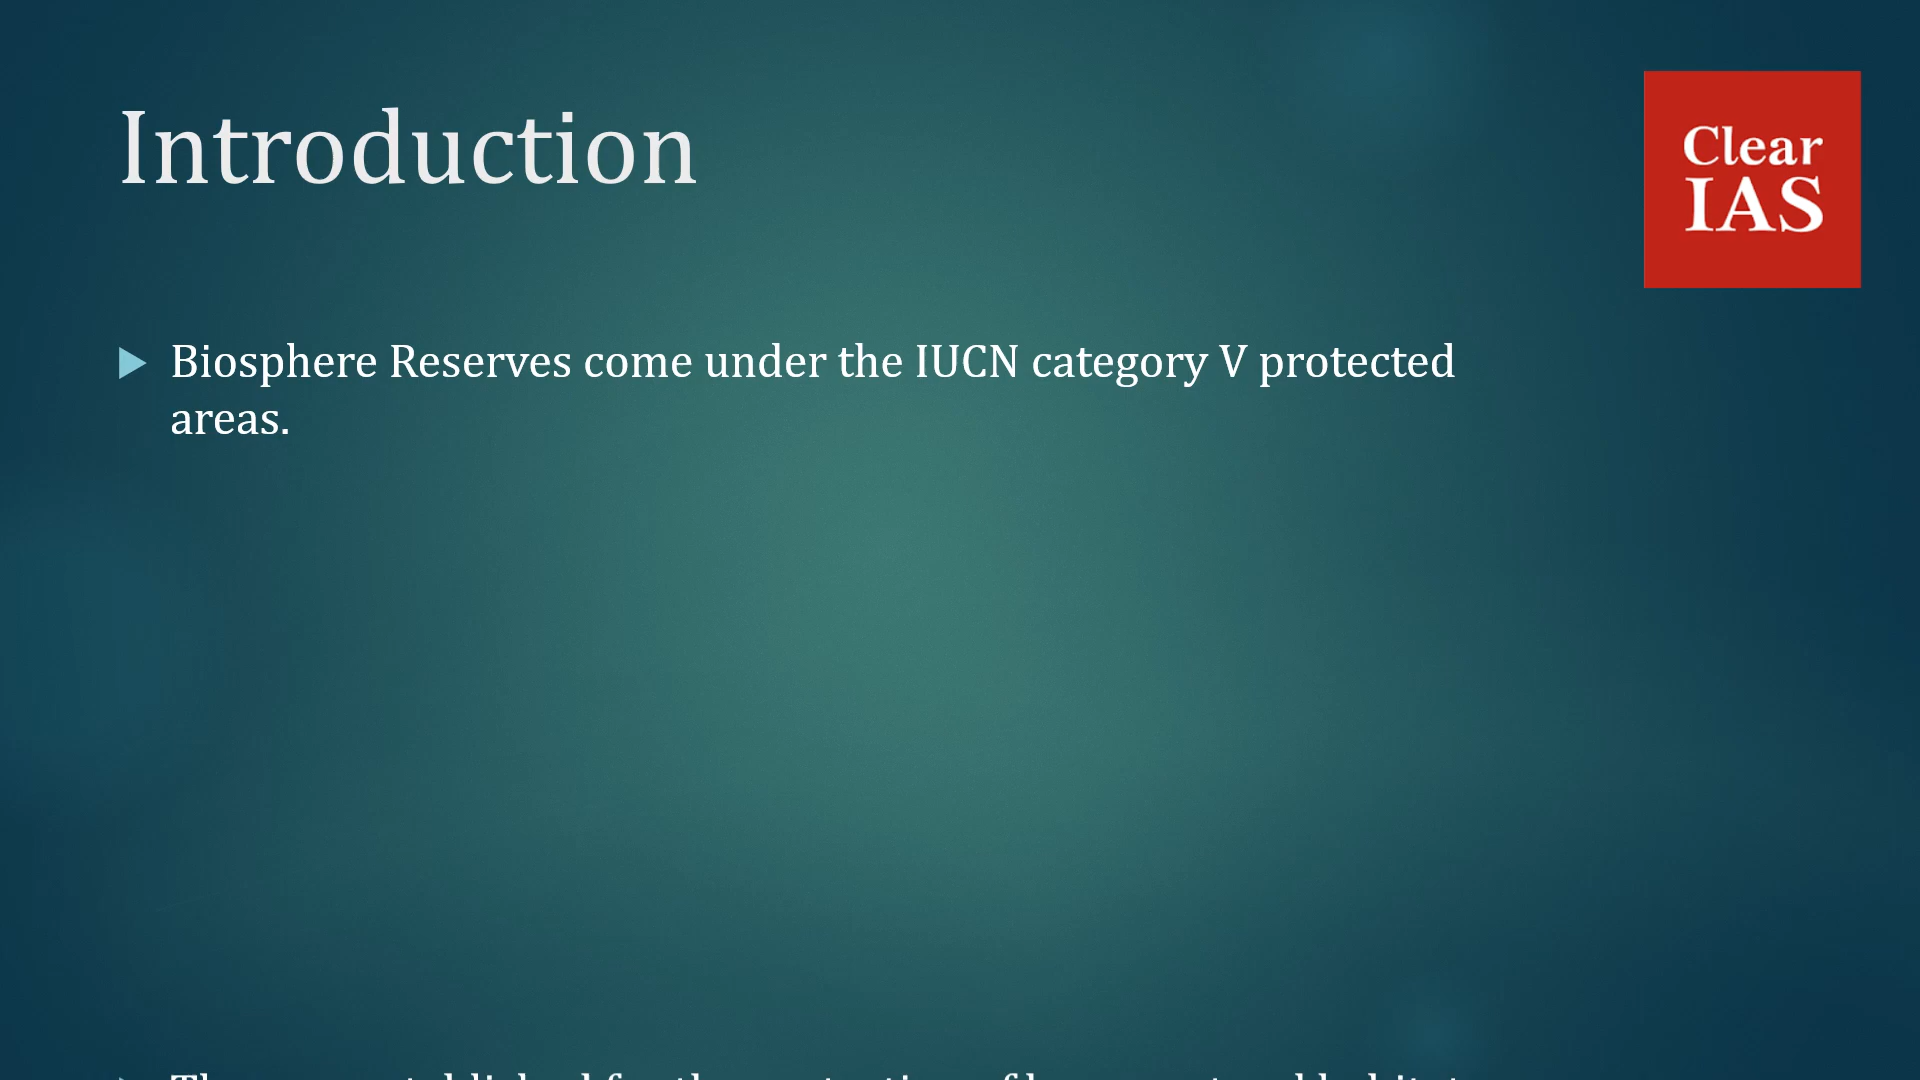 Introduction
Clear
IAS
Biosphere Reserves come under the IUCN category V protected
areas.